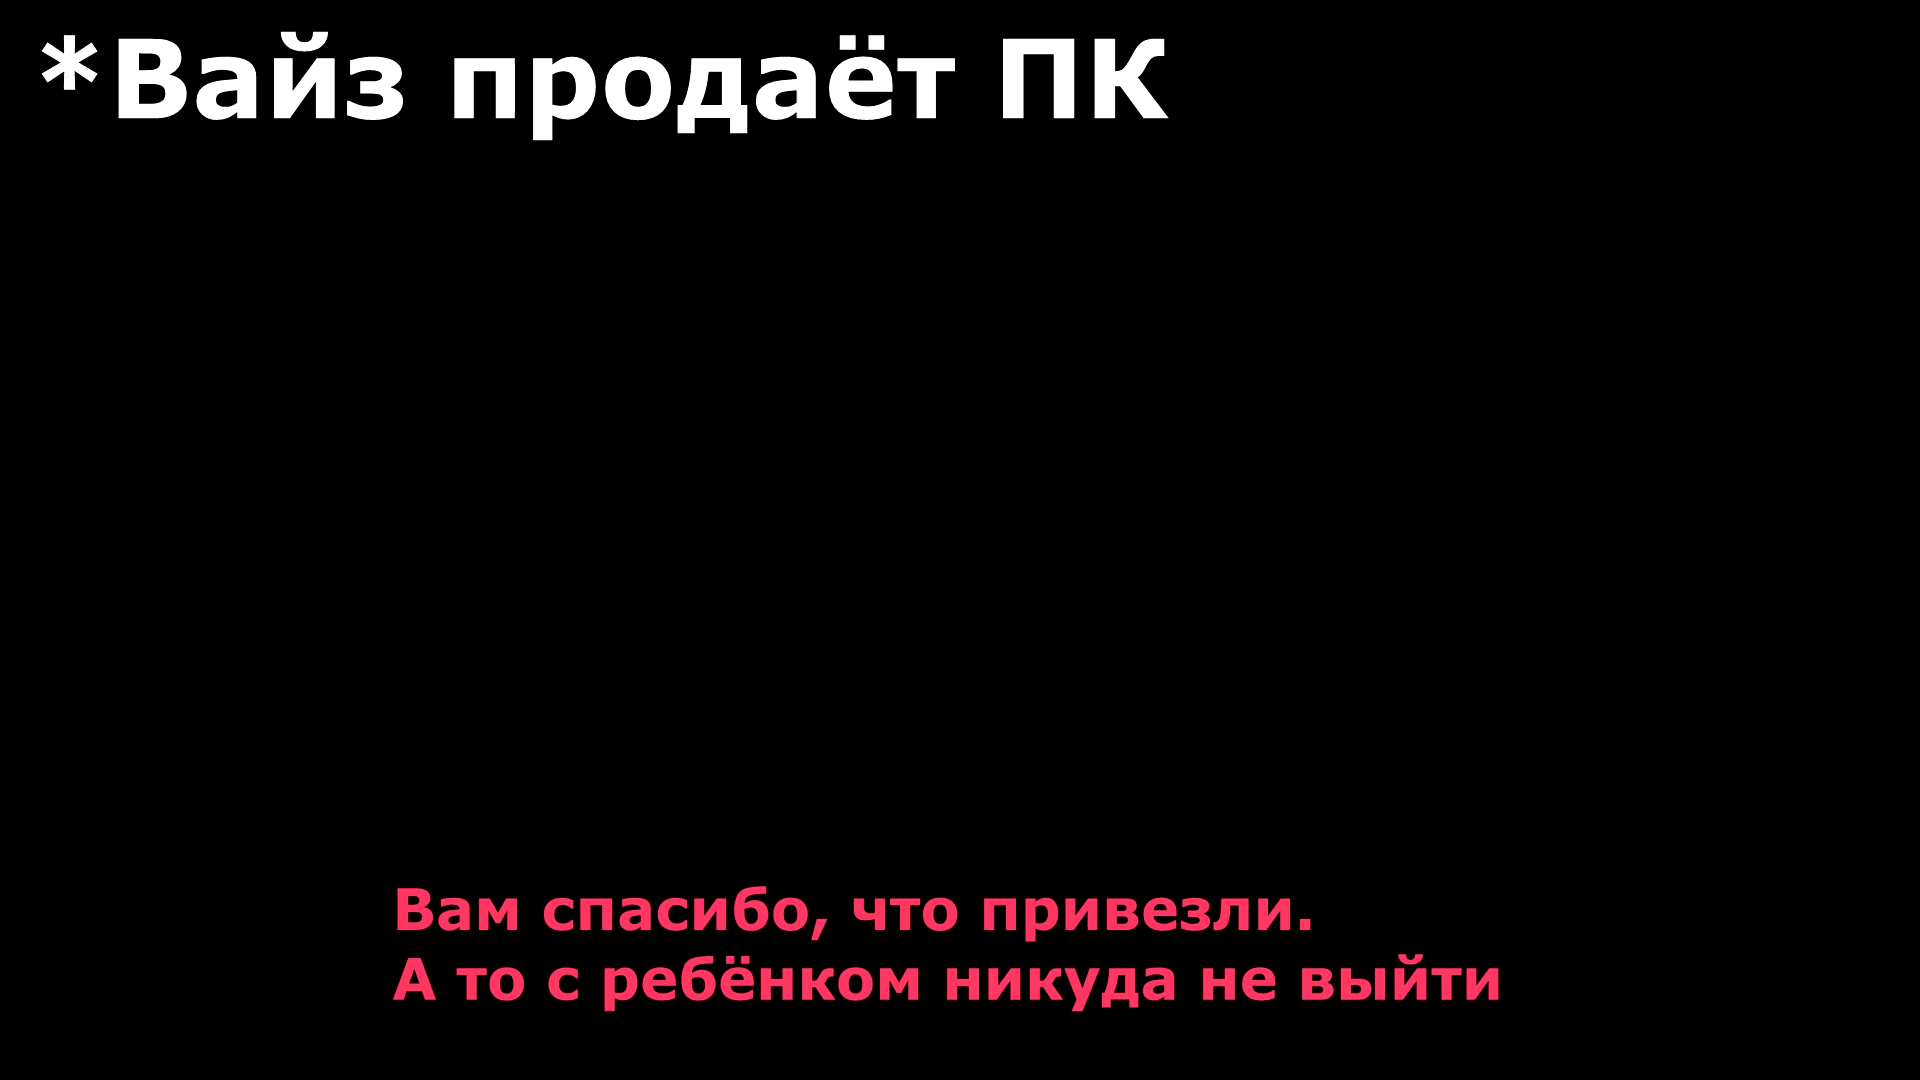 *Вайз продаёт ПК
Вам спасибо, что привезли.
А то с ребёнком никуда не выйти